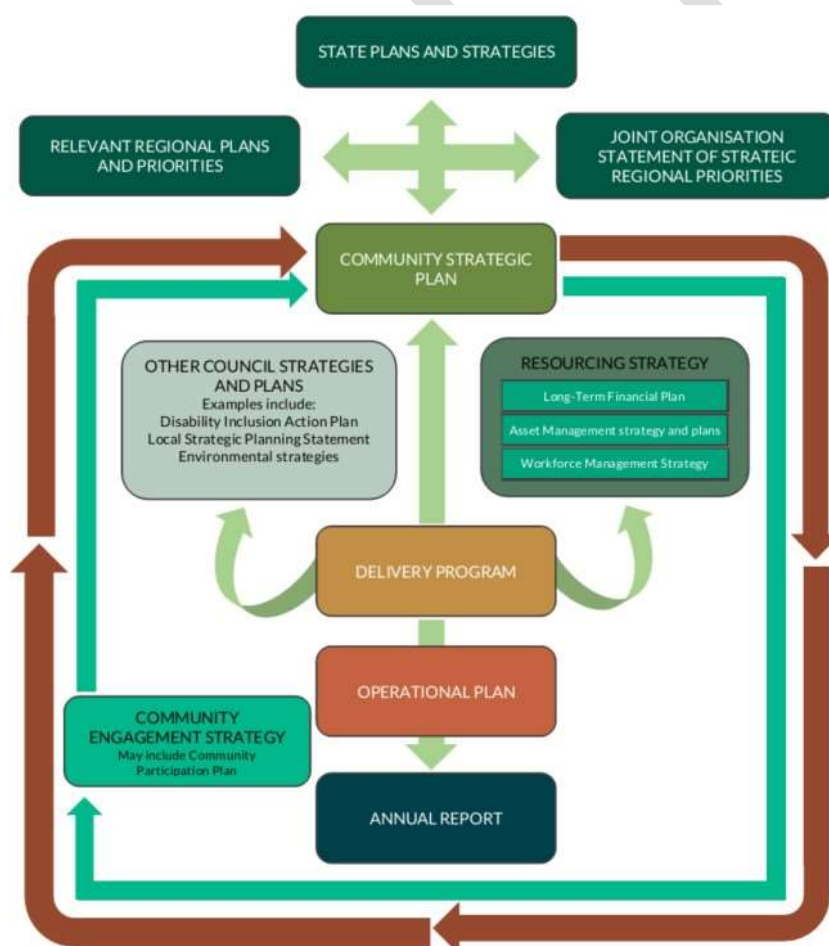 STATE PLANS AND STRATEGIES
RELEVANT REGIONAL PLANS
AND PRIORITIES
JOINT ORGANISATION
STATEMENT OF STRATEIC
REGIONAL PRIORITIES
COMMUNITY STRATEGIC
PLAN
OTHER COUNCIL STRATEGIES
AND PLANS
Examples include:
Disability Inclusion Action Plan
Local Strategic Planning Statement
Environmental strategies
RESOURCING STRATEGY
Long-Term Financial Plan
Asset Management strategy and plans
Workforce Management Strategy
DELIVERY PROGRAM
OPERATIONAL PLAN
COMMUNITY
ENGAGEMENT STRATEGY
May include Community
Participation Plan
ANNUAL REPORT